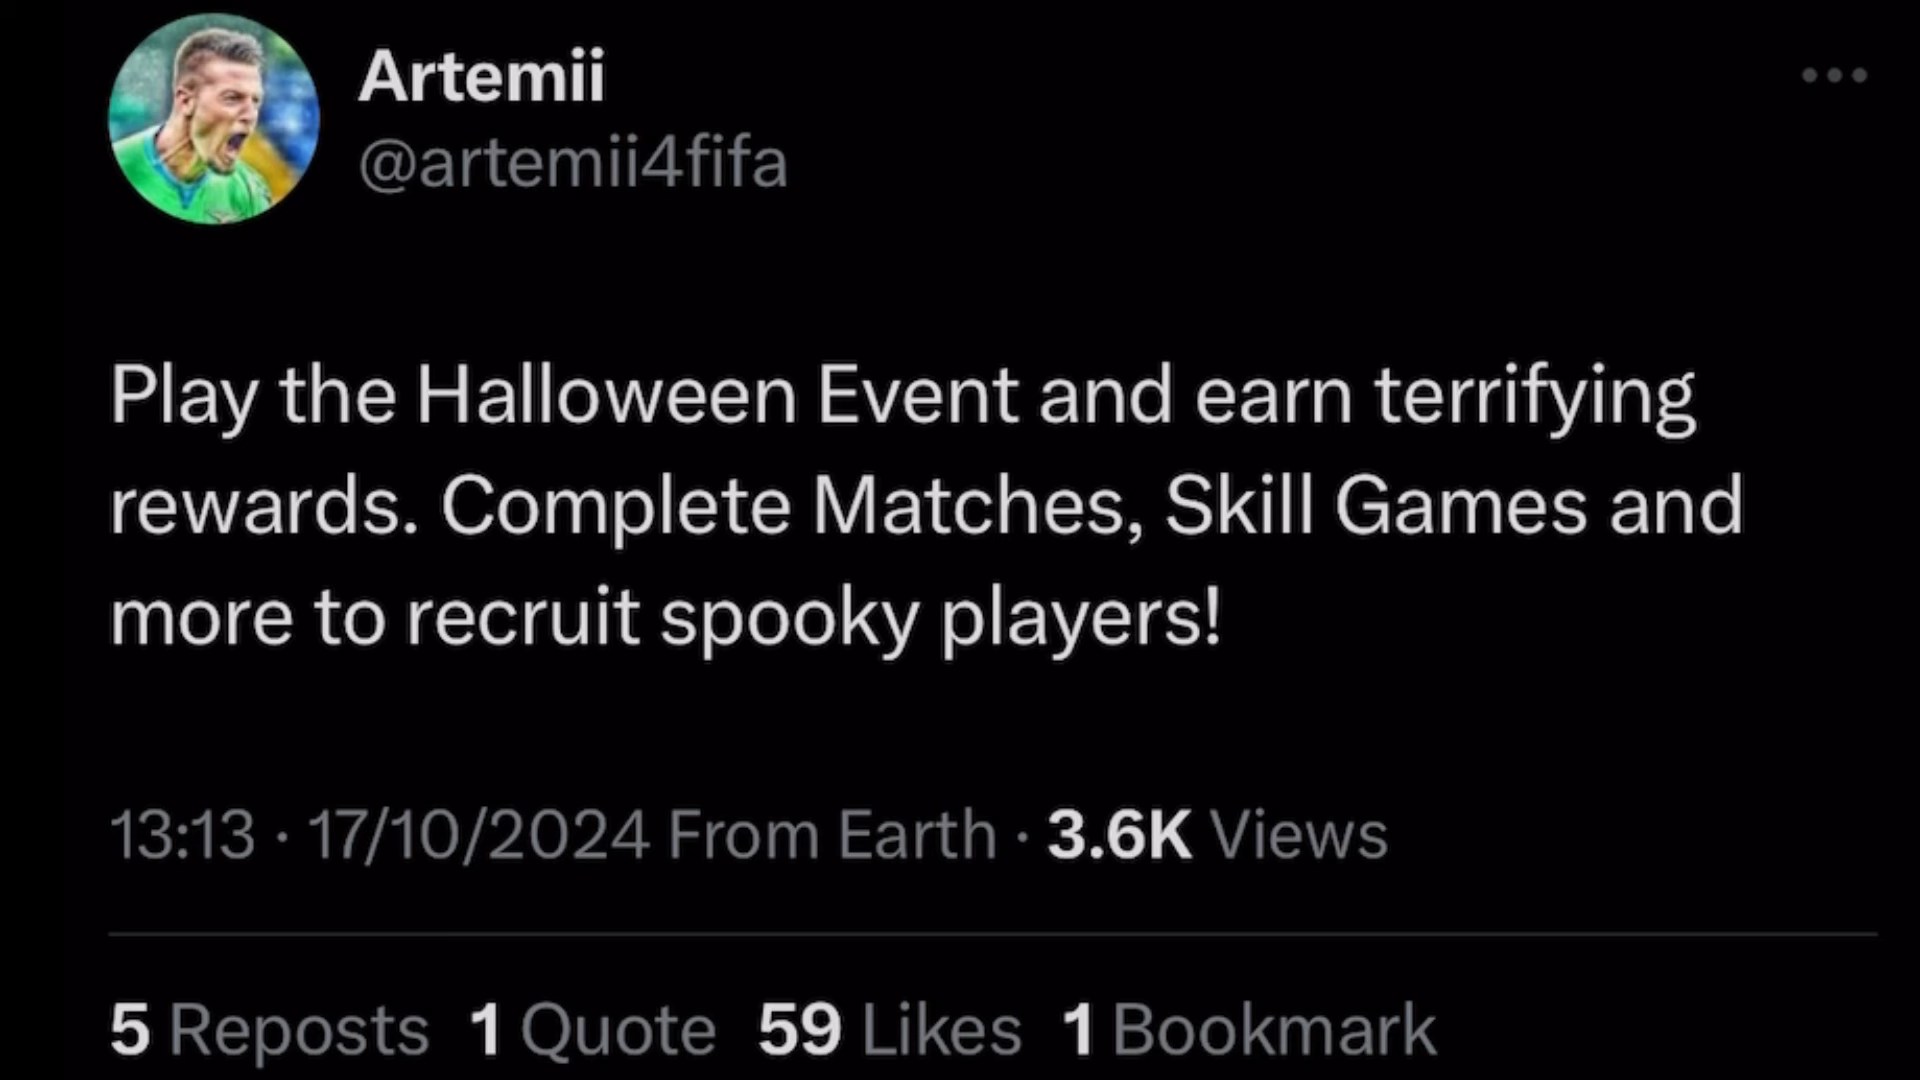 Artemii
@artemii4fifa
Play the Halloween Event and earn terrifying
rewards. Complete Matches, Skill Games and
more to recruit spooky players!
13:13 · 17/10/2024 From Earth · 3.6K Views
5 Reposts 1 Quote 59 Likes 1 Bookmark